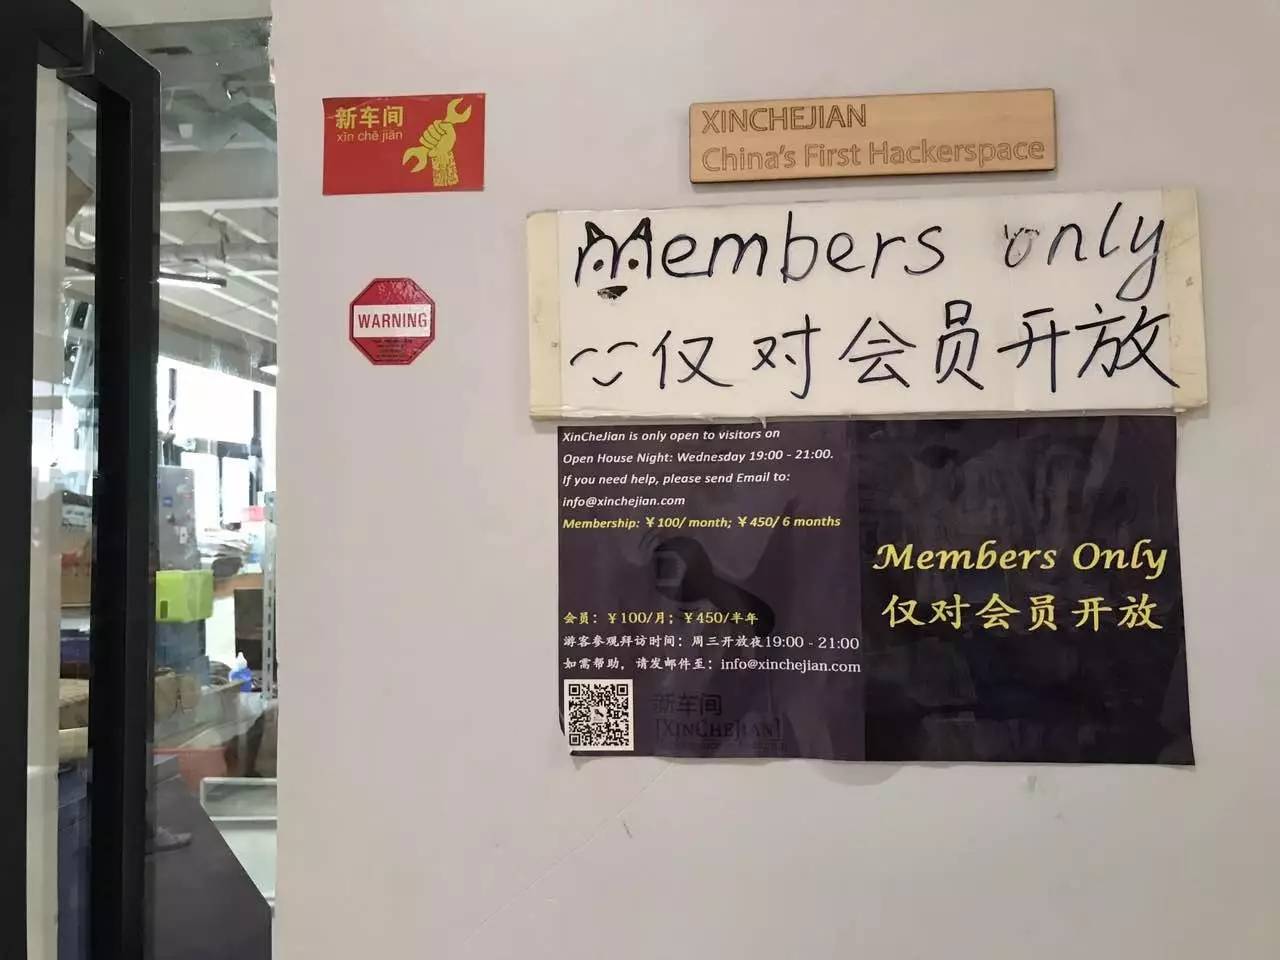 新车间
xīn chē jiān
XINCHEJIAN
China's First Hackerspace
Members only
仅对会员开放
WARNING
XinCheJian is only open to visitors on
Open House Night: Wednesday 19:00 - 21:00.
If you need help, please send Email to:
info@xinchejian.com
Membership: ￥100/ month; ￥450/ 6 months
Members Only
仅对会员开放
会员：￥100/月；￥450/半年
游客参观拜访时间：周三开放夜19:00 - 21:00
如需帮助，请发邮件至：info@xinchejian.com
新车间
[XINCHEJIAN]